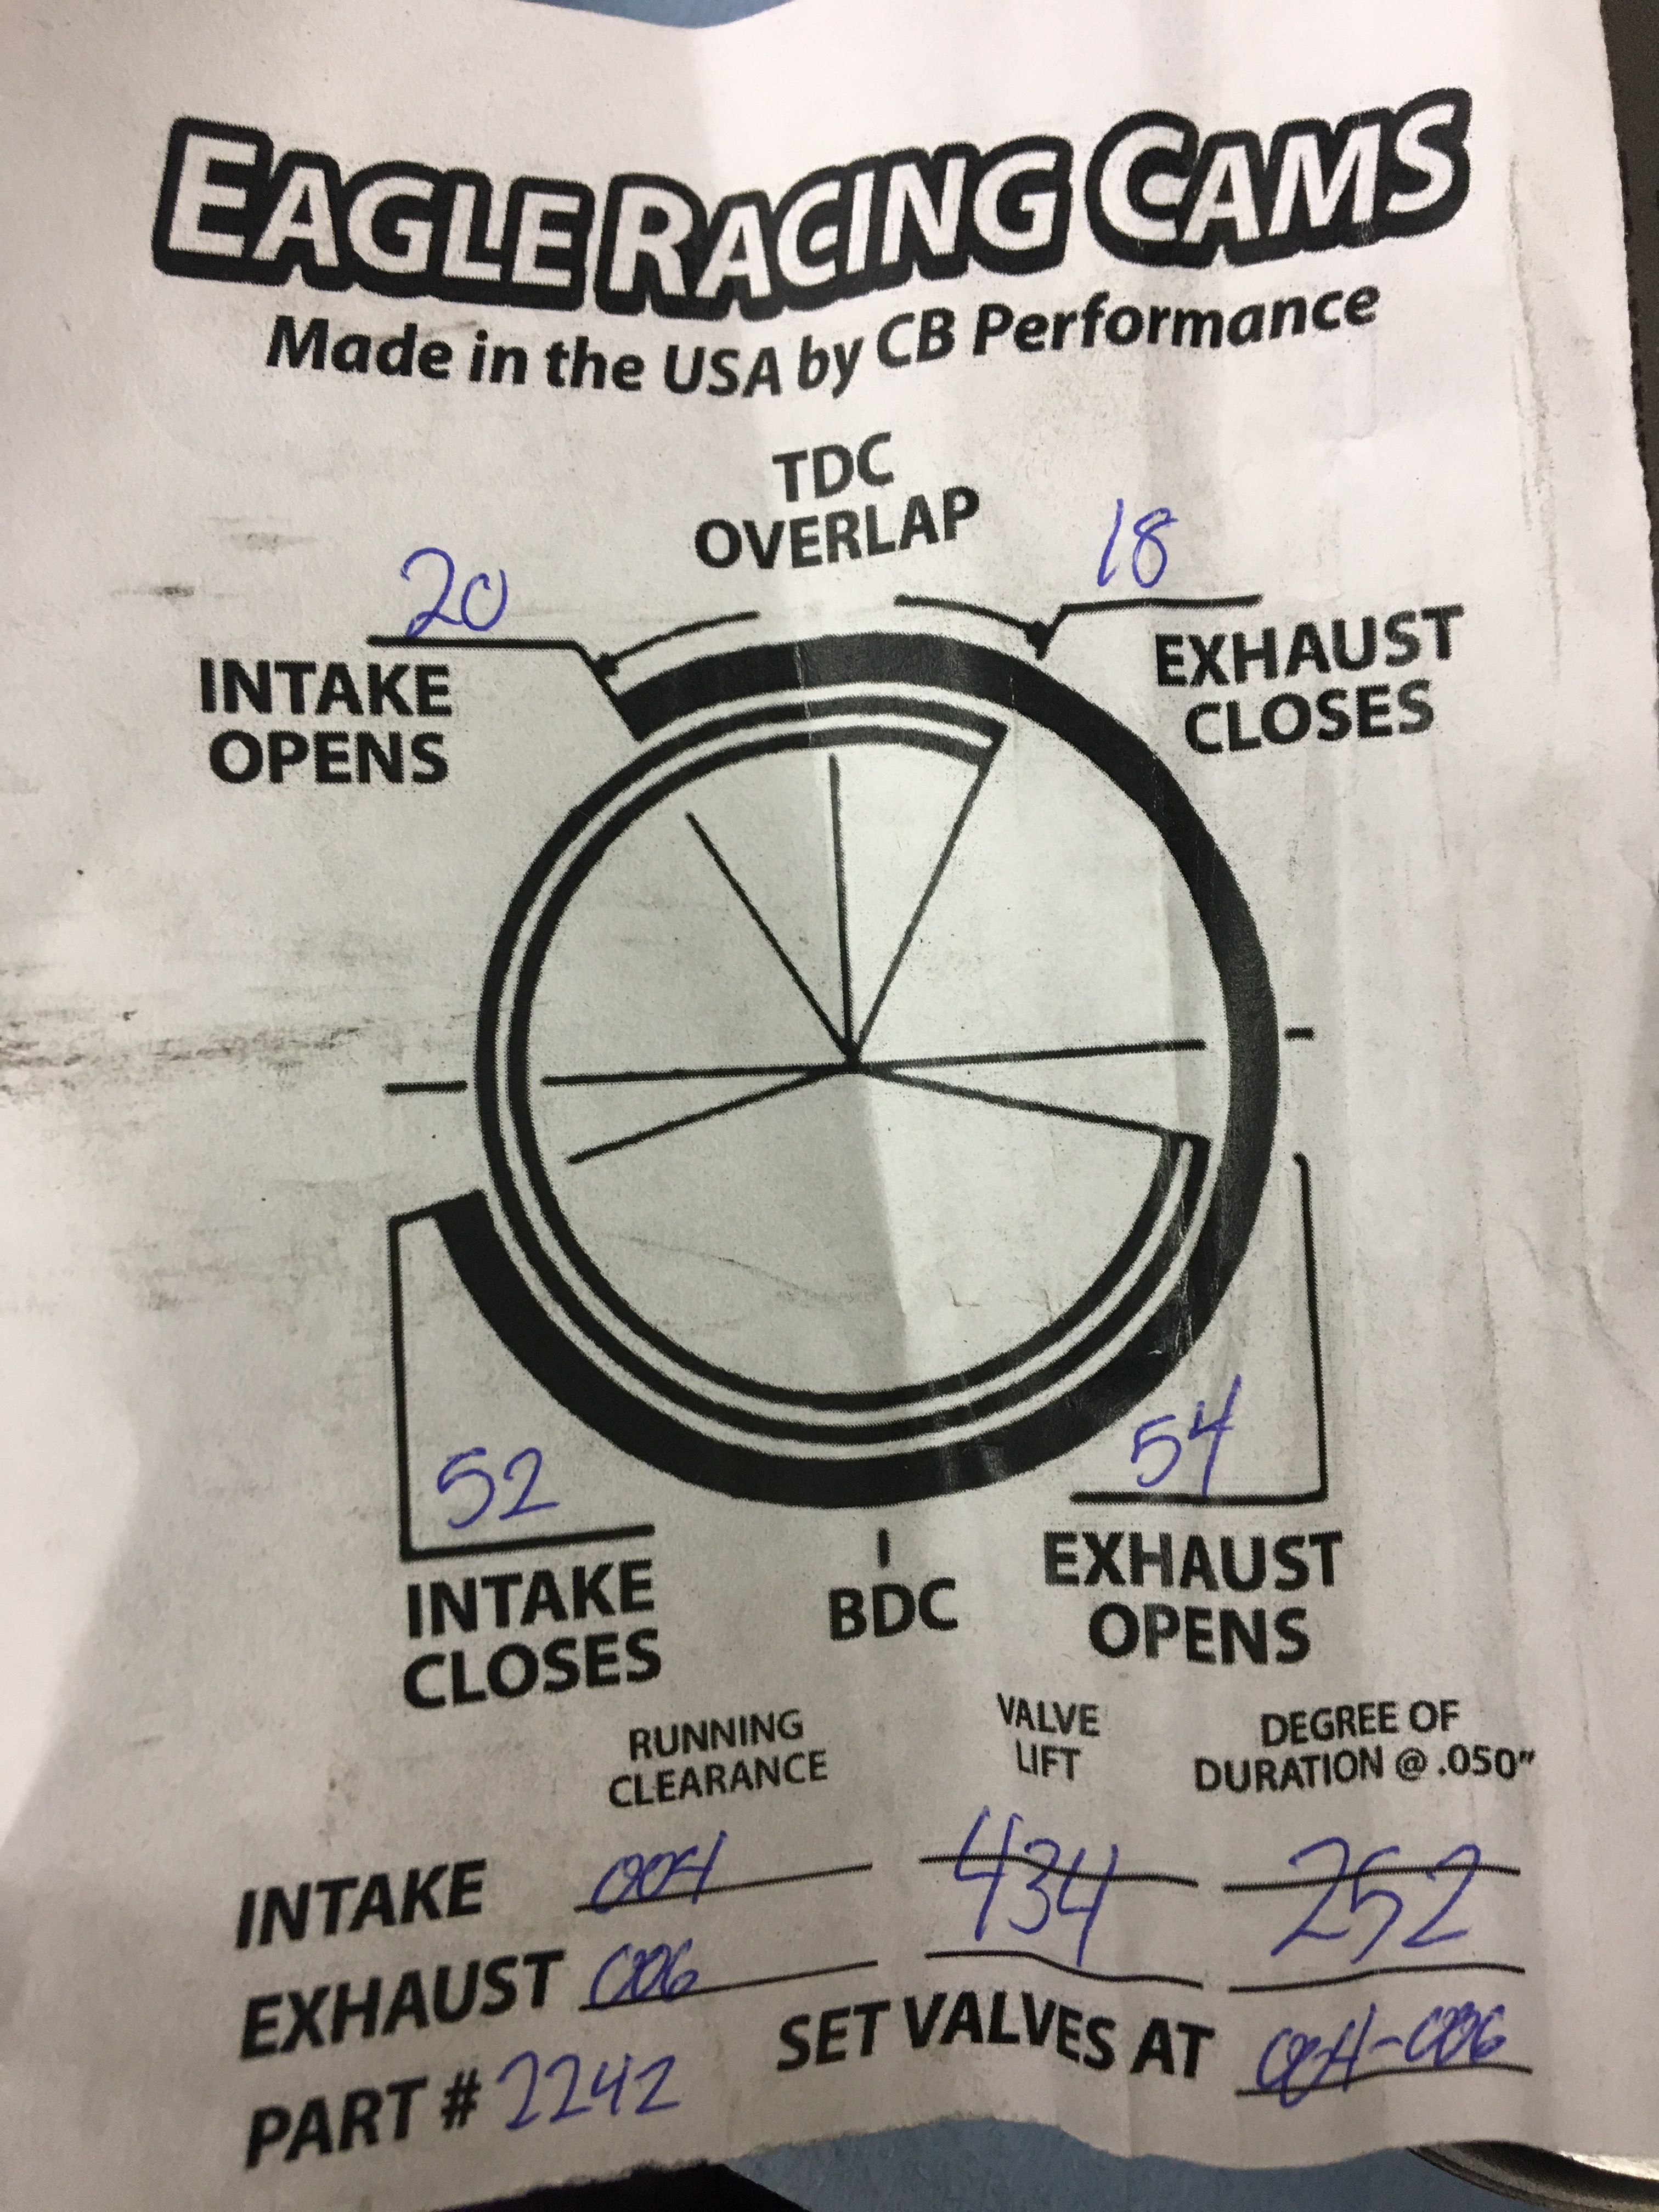 EAGLE RACING CAMS
Made in the USA by CB Performance
TDC
OVERLAP
20
18
INTAKE
OPENS
EXHAUST
CLOSES
52
54
INTAKE
CLOSES
BDC
EXHAUST
OPENS
RUNNING
CLEARANCE
VALVE
LIFT
DEGREE OF
DURATION @ .050"
INTAKE 004 434 252
EXHAUST 006
SET VALVES AT 004-006
PART # 2242